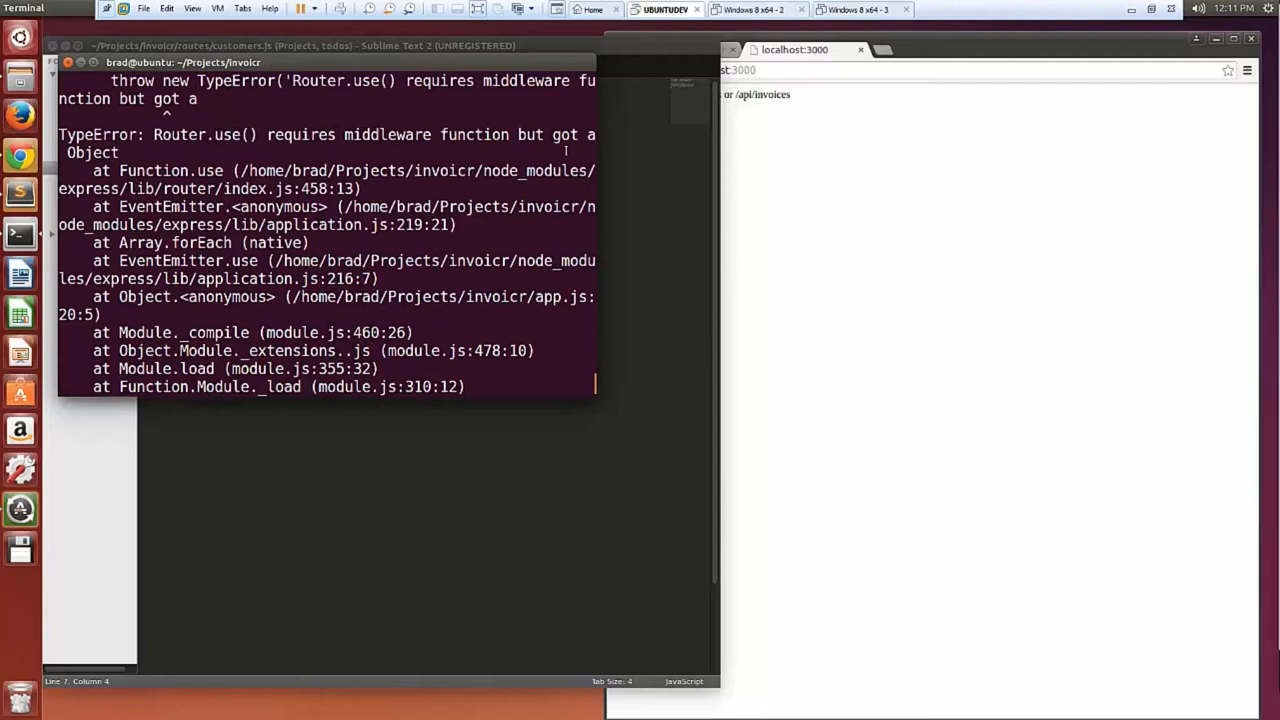 Terminal
File Edit View VM Tabs Help
Home
UBUNTUDEV
Windows 8 x64 - 2
Windows 8 x64 - 3
12:11 PM
~/Projects/invoicr/routes/customers.js (Projects, todos) - Sublime Text 2 (UNREGISTERED)
FO
brad@ubuntu: ~/Projects/invoicr
throw new TypeError('Router.use() requires middleware fu
nction but got a
^
TypeError: Router.use() requires middleware function but got a
Object
at Function.use (/home/brad/Projects/invoicr/node_modules/
express/lib/router/index.js:458:13)
at EventEmitter.<anonymous> (/home/brad/Projects/invoicr/n
ode_modules/express/lib/application.js:219:21)
at Array.forEach (native)
at EventEmitter.use (/home/brad/Projects/invoicr/node_modu
les/express/lib/application.js:216:7)
at Object.<anonymous> (/home/brad/Projects/invoicr/app.js:
20:5)
at Module._compile (module.js:460:26)
at Object.Module._extensions..js (module.js:478:10)
at Module.load (module.js:355:32)
at Function.Module._load (module.js:310:12)
localhost:3000
st:3000
s or /api/invoices
Line 7, Column 4
Tab Size: 4
JavaScript